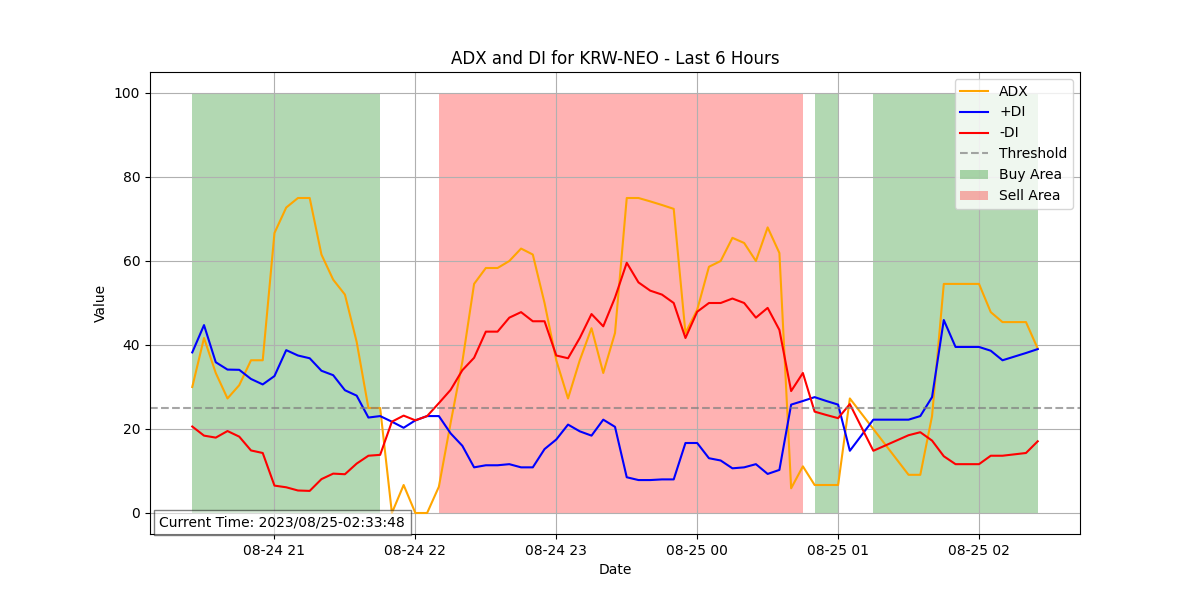 ADX and DI for KRW-NEO - Last 6 Hours
100
80
60
40
20
0
Value
ADX
+DI
-DI
Threshold
Buy Area
Sell Area
Current Time: 2023/08/25-02:33:48
08-24 21
08-24 22
08-24 23
08-25 00
08-25 01
08-25 02
Date